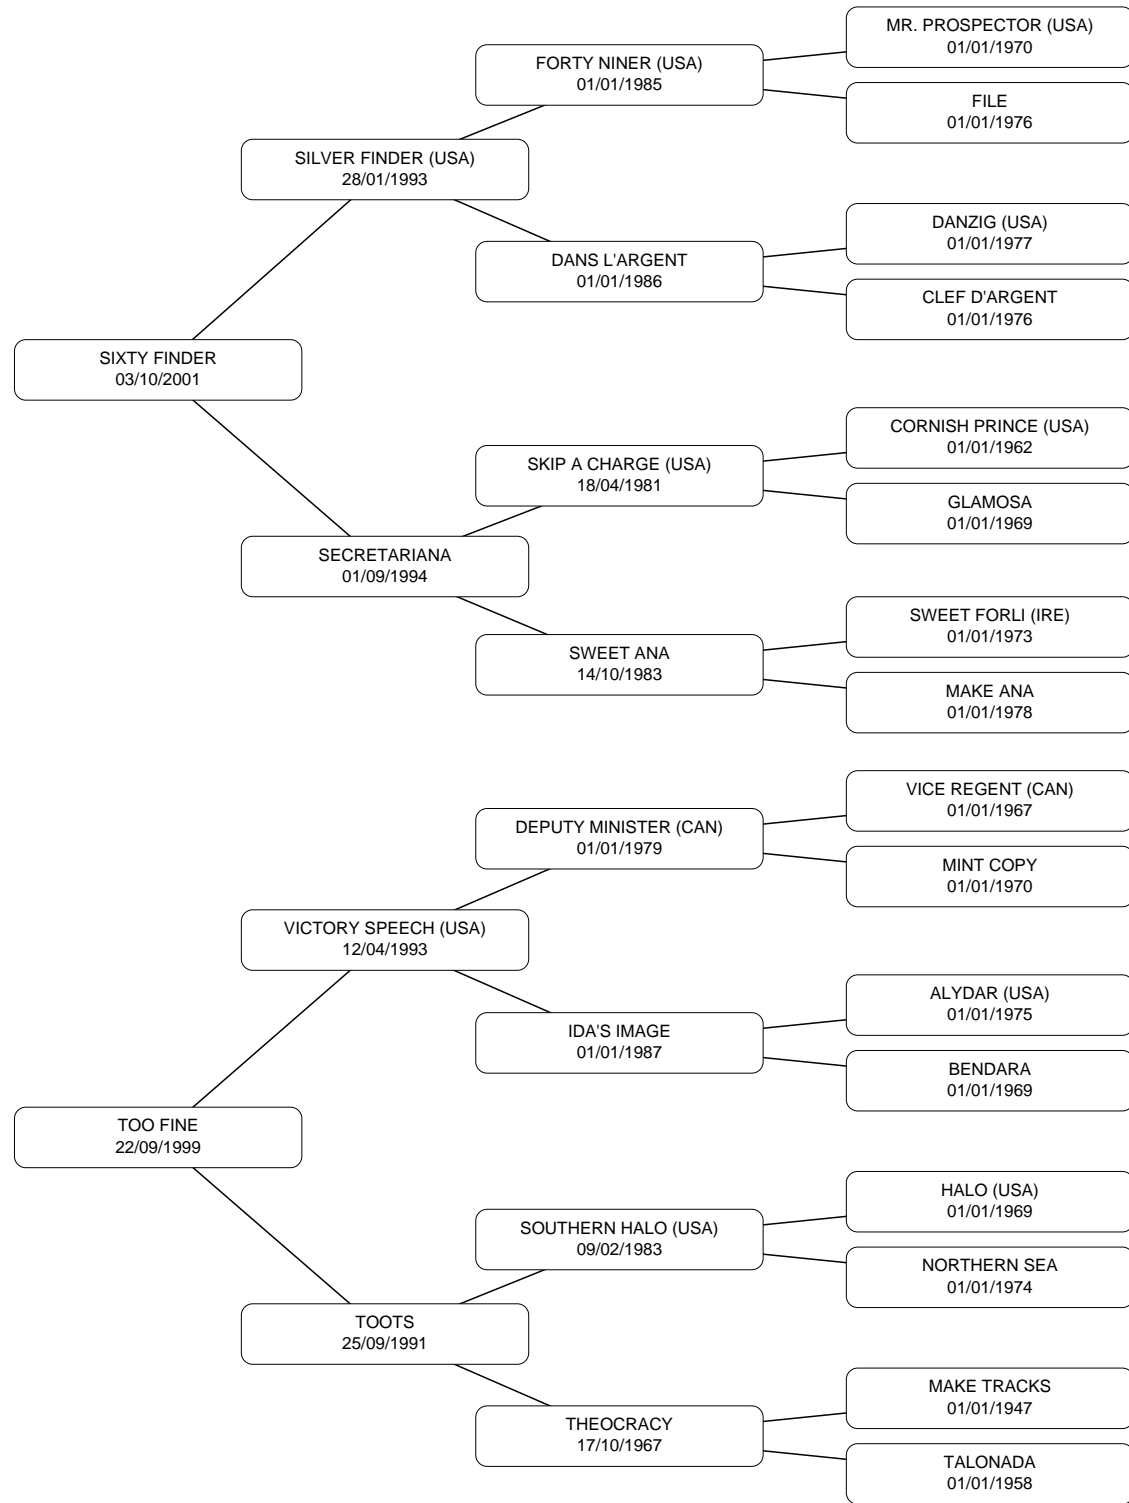 MR. PROSPECTOR (USA)
01/01/1970
FORTY NINER (USA)
01/01/1985
FILE
01/01/1976
SILVER FINDER (USA)
28/01/1993
DANZIG (USA)
01/01/1977
DANS L'ARGENT
01/01/1986
CLEF D'ARGENT
01/01/1976
SIXTY FINDER
03/10/2001
CORNISH PRINCE (USA)
01/01/1962
SKIP A CHARGE (USA)
18/04/1981
GLAMOSA
01/01/1969
SECRETARIANA
01/09/1994
SWEET FORLI (IRE)
01/01/1973
SWEET ANA
14/10/1983
MAKE ANA
01/01/1978
VICE REGENT (CAN)
01/01/1967
DEPUTY MINISTER (CAN)
01/01/1979
MINT COPY
01/01/1970
VICTORY SPEECH (USA)
12/04/1993
ALYDAR (USA)
01/01/1975
IDA'S IMAGE
01/01/1987
BENDARA
01/01/1969
TOO FINE
22/09/1999
HALO (USA)
01/01/1969
SOUTHERN HALO (USA)
09/02/1983
NORTHERN SEA
01/01/1974
TOOTS
25/09/1991
MAKE TRACKS
01/01/1947
THEOCRACY
17/10/1967
TALONADA
01/01/1958